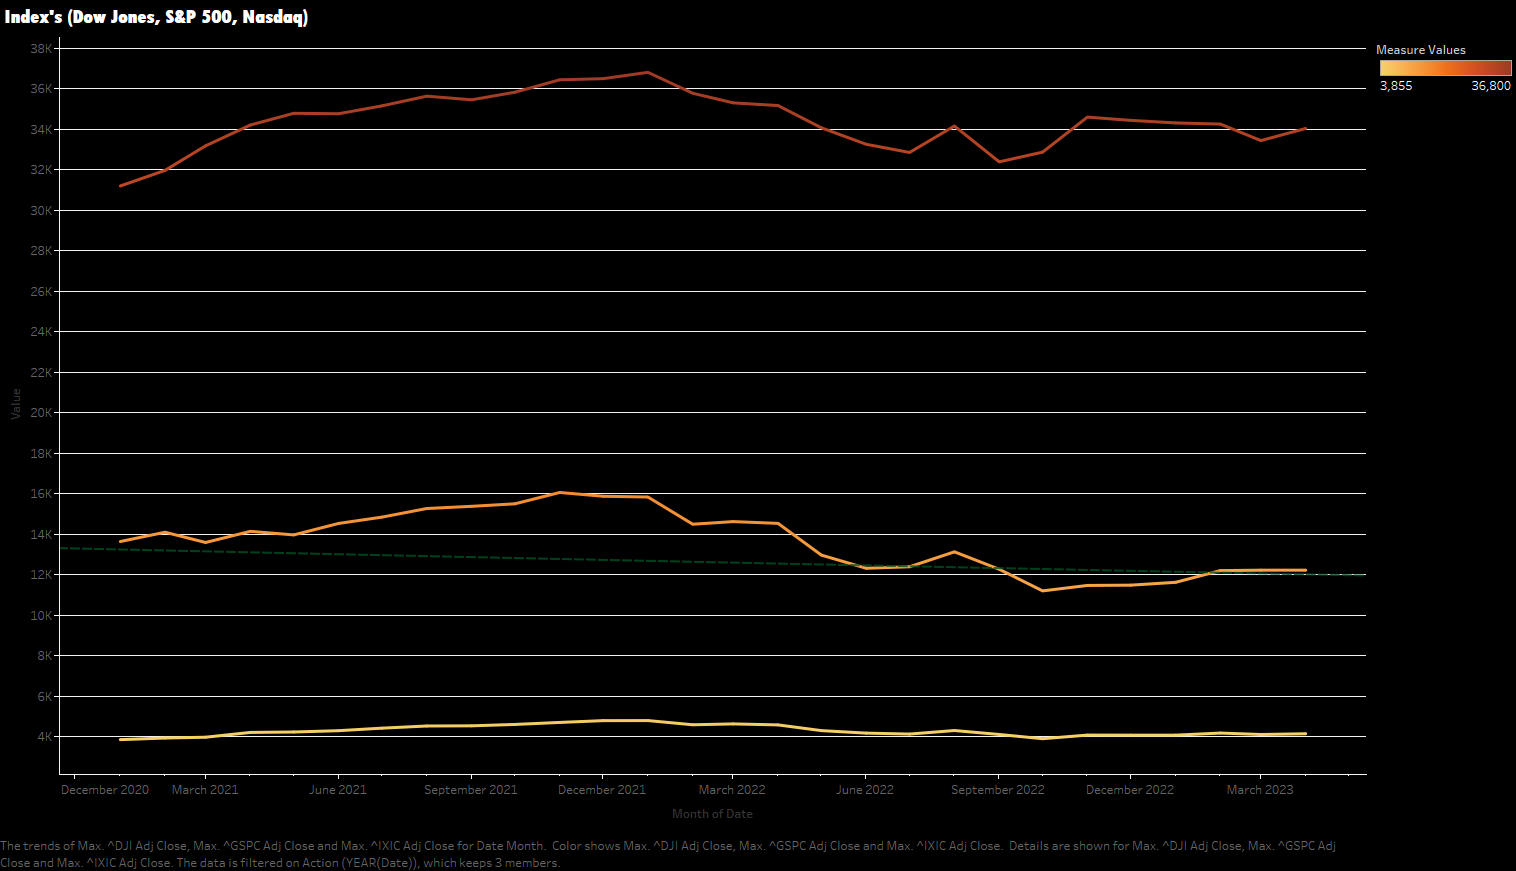 Index's (Dow Jones, S&P 500, Nasdaq)
Measure Values
3,855 36,800
38K
36K
34K
32K
30K
28K
26K
24K
22K
20K
18K
16K
14K
12K
10K
8K
6K
4K
Value
December 2020 March 2021 June 2021 September 2021 December 2021 March 2022 June 2022 September 2022 December 2022 March 2023
Month of Date
The trends of Max. ^DJI Adj Close, Max. ^GSPC Adj Close and Max. ^IXIC Adj Close for Date Month.  Color shows Max. ^DJI Adj Close, Max. ^GSPC Adj Close and Max. ^IXIC Adj Close.  Details are shown for Max. ^DJI Adj Close, Max. ^GSPC Adj
Close and Max. ^IXIC Adj Close. The data is filtered on Action (YEAR(Date)), which keeps 3 members.